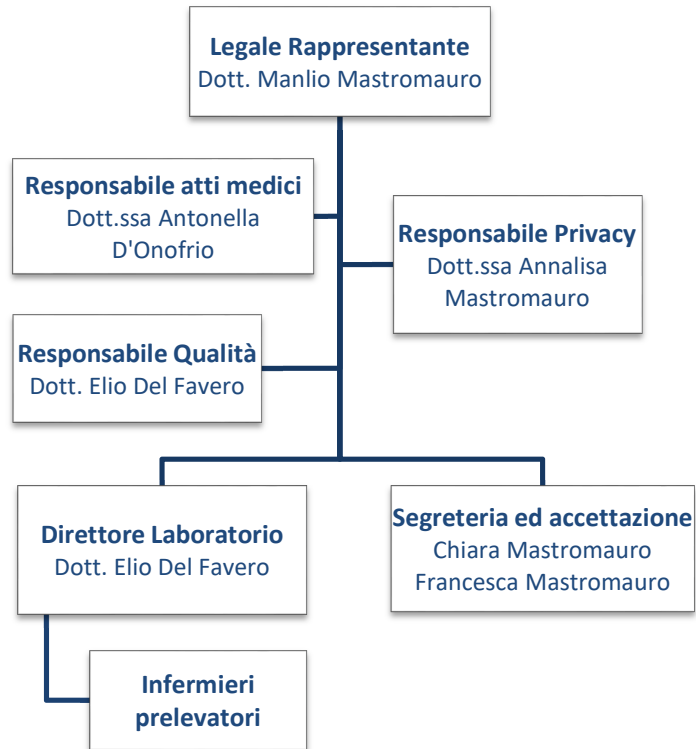 Legale Rappresentante
Dott. Manlio Mastromauro
Responsabile atti medici
Dott.ssa Antonella
D'Onofrio
Responsabile Privacy
Dott.ssa Annalisa
Mastromauro
Responsabile Qualità
Dott. Elio Del Favero
Direttore Laboratorio
Dott. Elio Del Favero
Segreteria ed accettazione
Chiara Mastromauro
Francesca Mastromauro
Infermieri
prelevatori